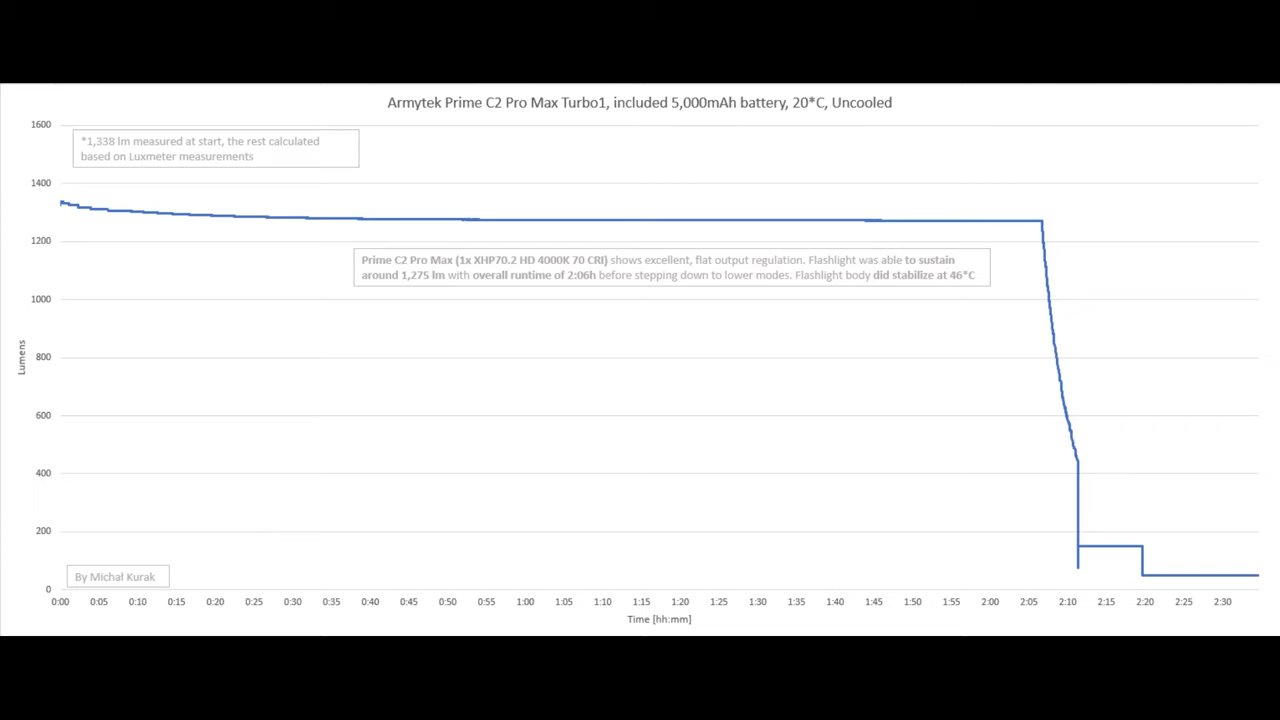 Armytek Prime C2 Pro Max Turbo1, included 5,000mAh battery, 20*C, Uncooled
1600
*1,338 lm measured at start, the rest calculated
based on Luxmeter measurements
1400
1200
Prime C2 Pro Max (1x XHP70.2 HD 4000K 70 CRI) shows excellent, flat output regulation. Flashlight was able to sustain
around 1,275 lm with overall runtime of 2:06h before stepping down to lower modes. Flashlight body did stabilize at 46*C
1000
Lumens
800
600
400
200
By Michał Kurak
0
0:00 0:05 0:10 0:15 0:20 0:25 0:30 0:35 0:40 0:45 0:50 0:55 1:00 1:05 1:10 1:15 1:20 1:25 1:30 1:35 1:40 1:45 1:50 1:55 2:00 2:05 2:10 2:15 2:20 2:25 2:30
Time [hh:mm]